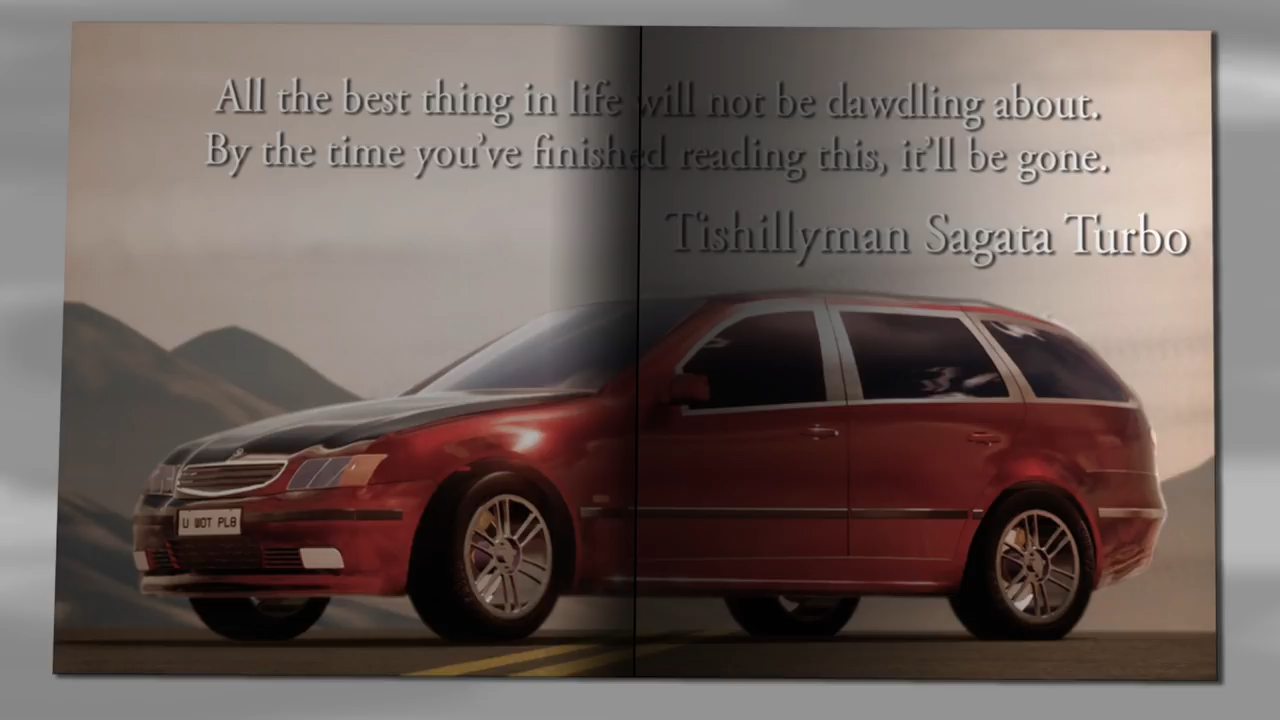 All the best thing in life will not be dawdling about.
By the time you've finished reading this, it'll be gone.
Tishillyman Sagata Turbo
U WOT PL8